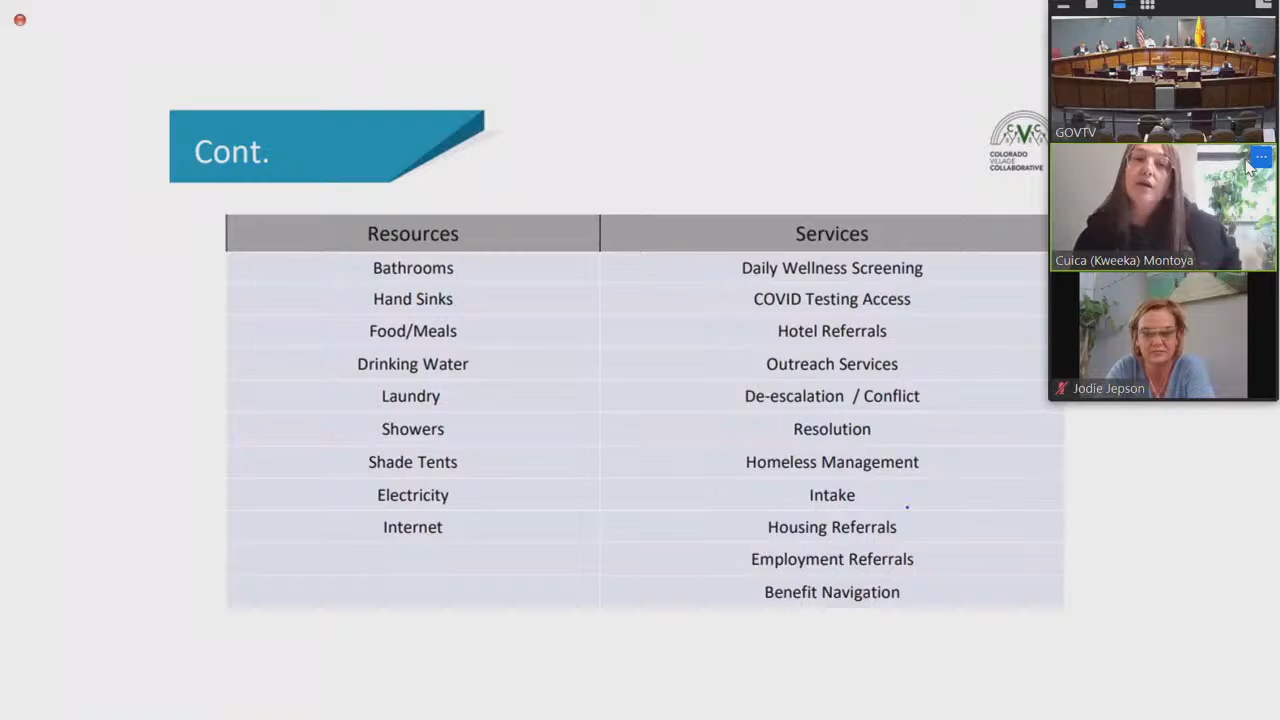 Cont.
CVC
COLORADO
VILLAGE
COLLABORATIVE
Resources Services
Bathrooms Daily Wellness Screening
Hand Sinks COVID Testing Access
Food/Meals Hotel Referrals
Drinking Water Outreach Services
Laundry De-escalation / Conflict
Showers Resolution
Shade Tents Homeless Management
Electricity Intake
Internet Housing Referrals
Employment Referrals
Benefit Navigation
GOVTV
Cuica (Kweeka) Montoya
Jodie Jepson